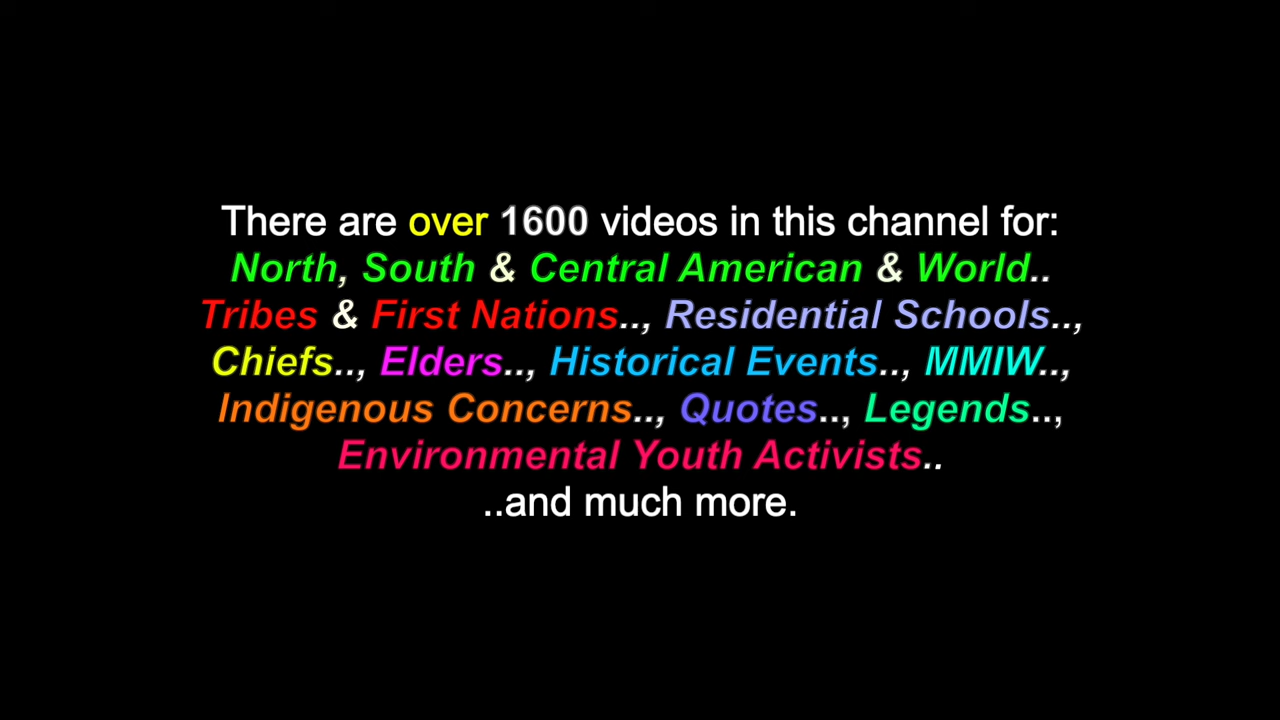 There are over 1600 videos in this channel for:
North, South & Central American & World..
Tribes & First Nations.., Residential Schools..,
Chiefs.., Elders.., Historical Events.., MMIW..,
Indigenous Concerns.., Quotes.., Legends..,
Environmental Youth Activists..
..and much more.